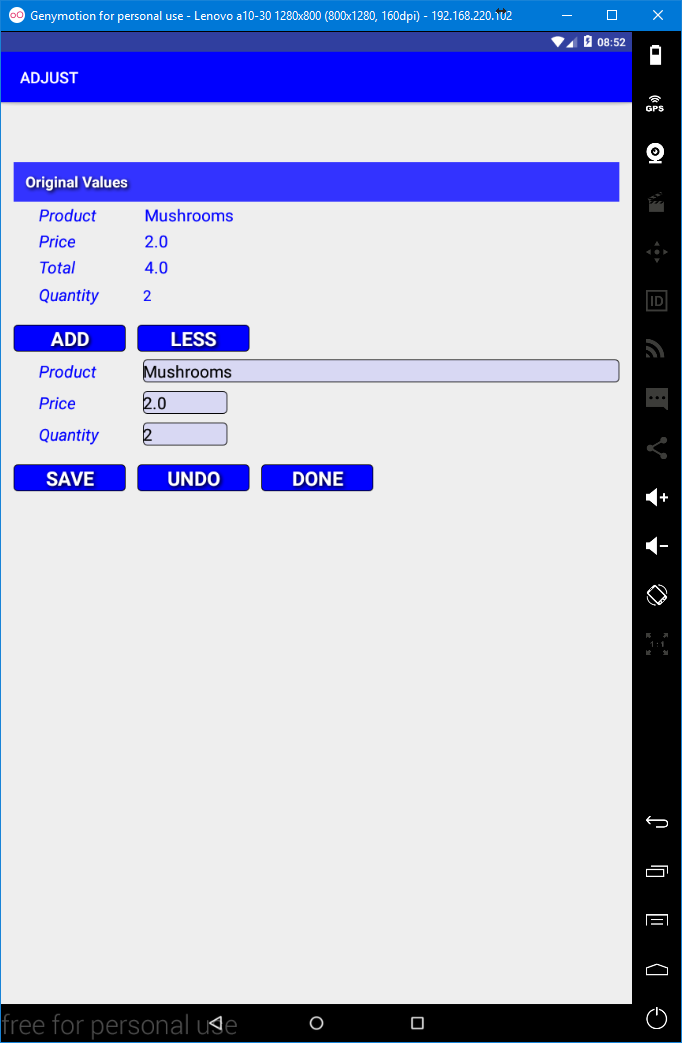 Genymotion for personal use - Lenovo a10-30 1280x800 (800x1280, 160dpi) - 192.168.220.102
08:52
ADJUST
GPS
Original Values
Product Mushrooms
Price 2.0
Total 4.0
Quantity 2
ID
ADD LESS
Product Mushrooms
Price 2.0
Quantity 2
SAVE UNDO DONE
1:1
free for personal use